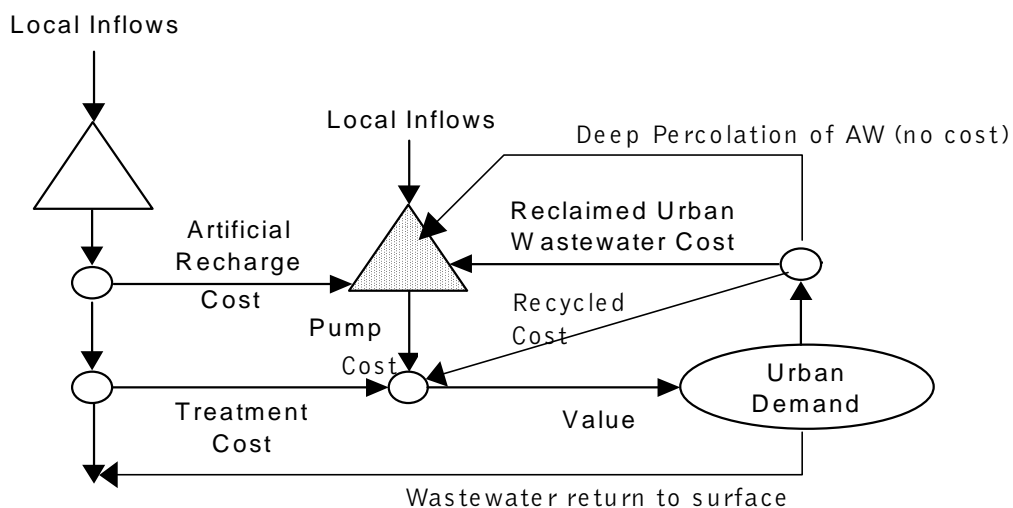 Local Inflows
Local Inflows
Deep Percolation of AW (no cost)
Artificial
Recharge
Cost
Reclaimed Urban
Wastewater Cost
Pump
Cost
Recycled
Cost
Urban
Demand
Treatment
Cost
Value
Wastewater return to surface